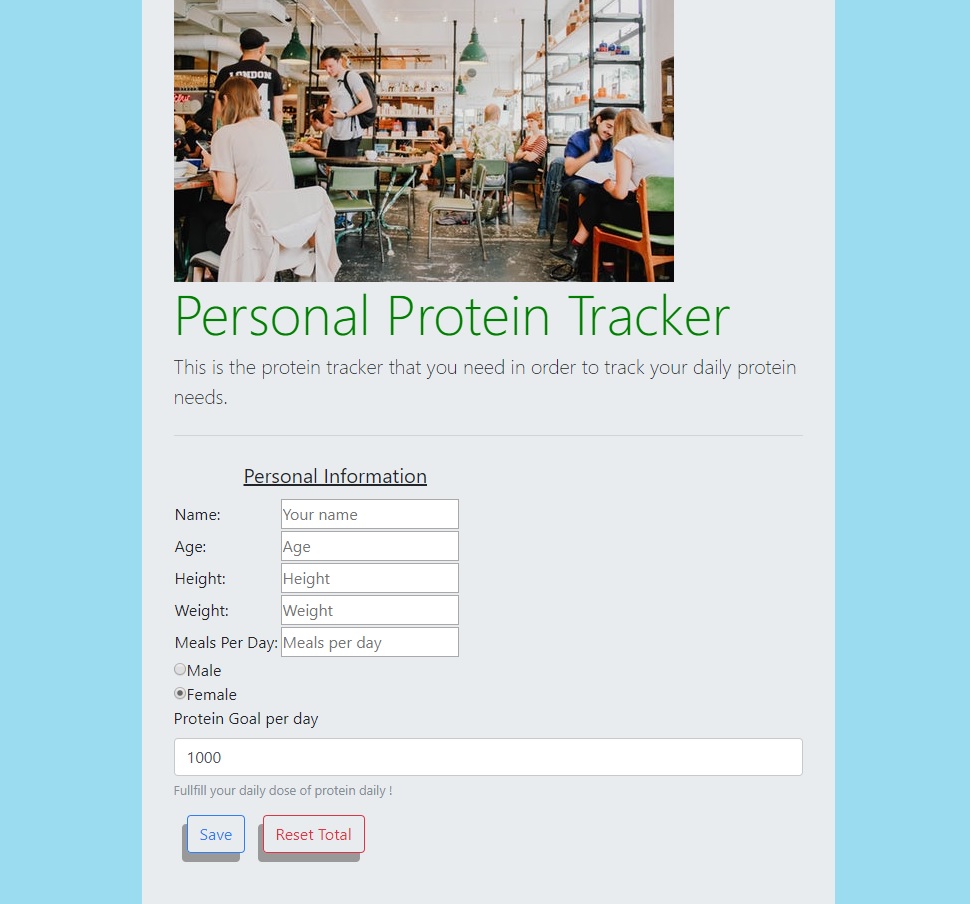 LONDON
Personal Protein Tracker
This is the protein tracker that you need in order to track your daily protein
needs.
Personal Information
Name: Your name
Age: Age
Height: Height
Weight: Weight
Meals Per Day: Meals per day
Male
Female
Protein Goal per day
1000
Fullfill your daily dose of protein daily !
Save Reset Total